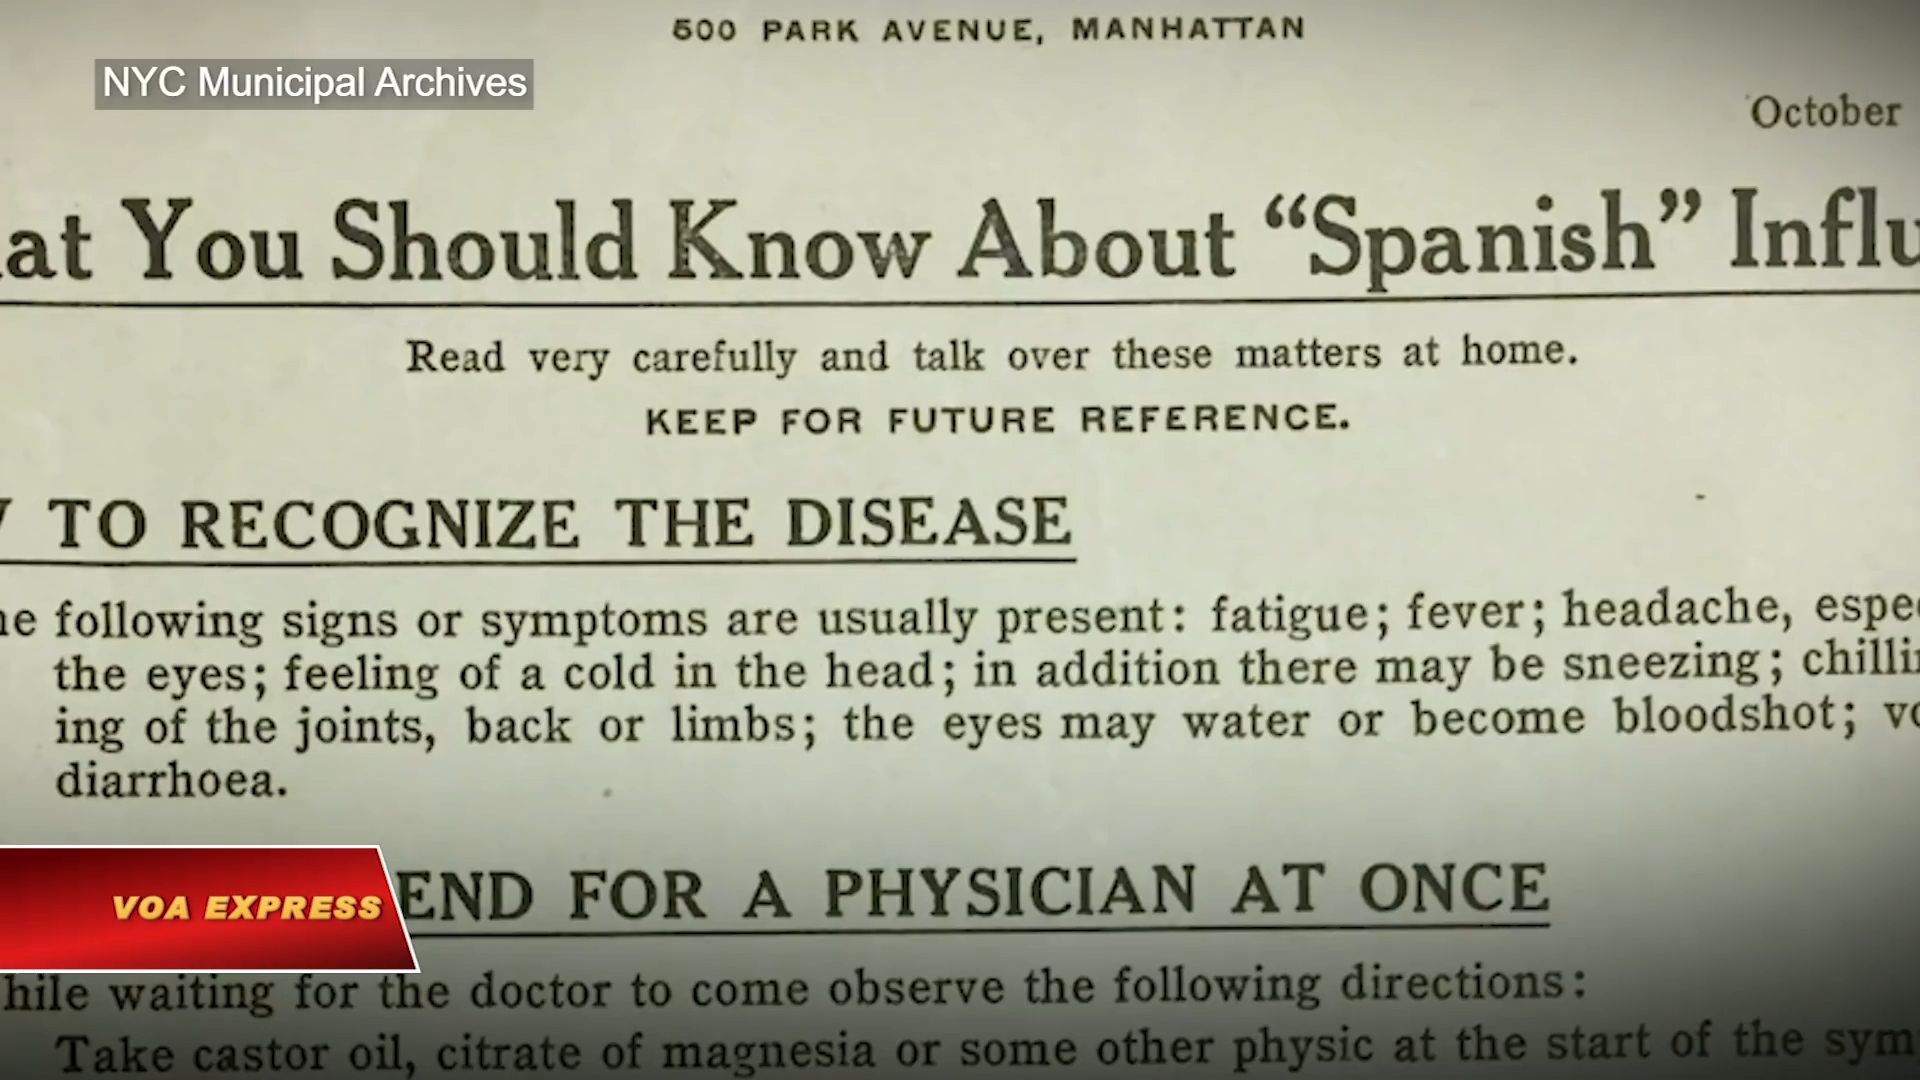 500 PARK AVENUE, MANHATTAN
NYC Municipal Archives
October
at You Should Know About “Spanish” Influ
Read very carefully and talk over these matters at home.
KEEP FOR FUTURE REFERENCE.
TO RECOGNIZE THE DISEASE
he following signs or symptoms are usually present: fatigue; fever; headache, espe
the eyes; feeling of a cold in the head; in addition there may be sneezing; chilli
ing of the joints, back or limbs; the eyes may water or become bloodshot; vo
diarrhoea.
END FOR A PHYSICIAN AT ONCE
VOA EXPRESS
hile waiting for the doctor to come observe the following directions:
Take castor oil, citrate of magnesia or some other physic at the start of the sym